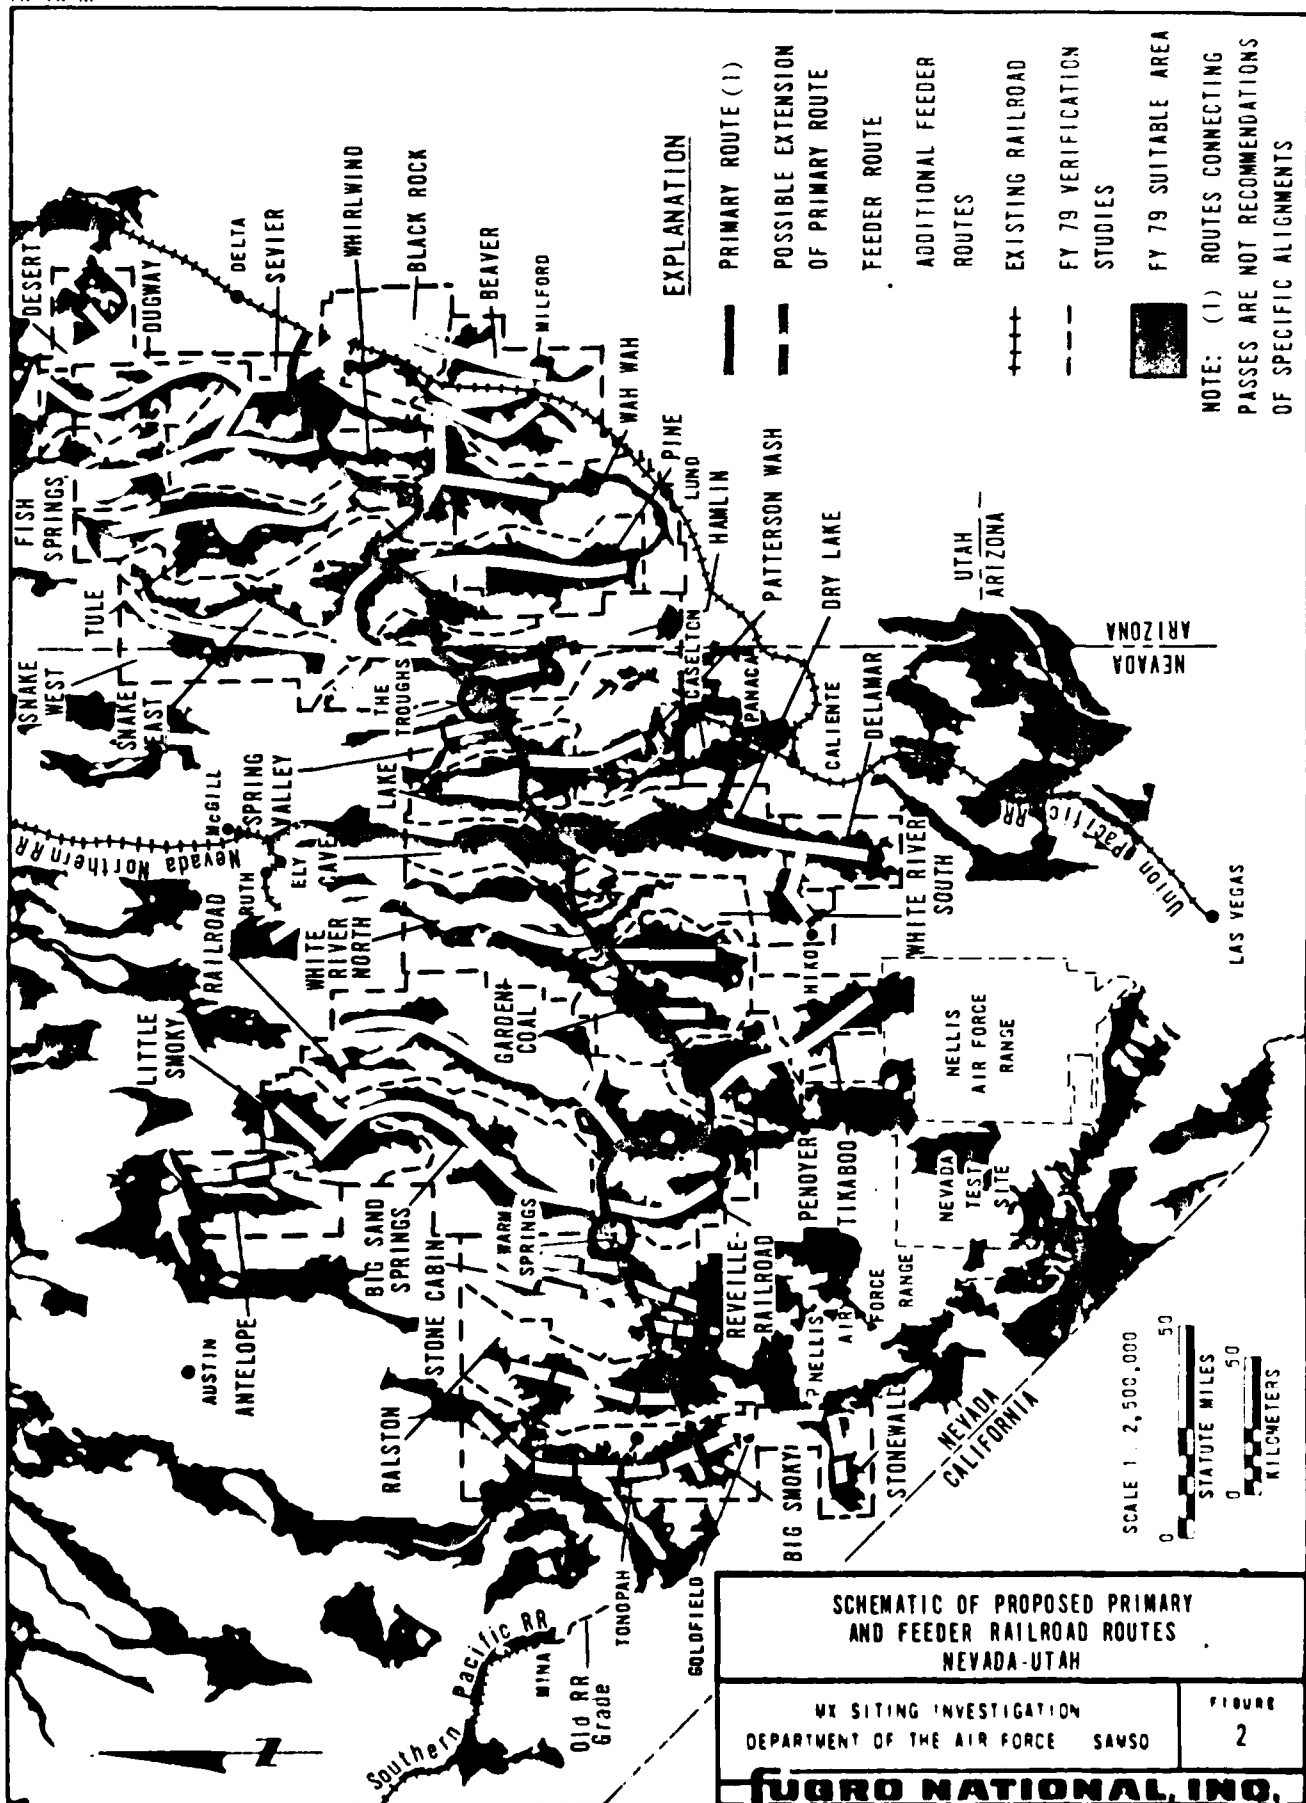 DESERT
DUGWAY
DELTA
SEVIER
WHIRLWIND
BLACK ROCK
BEAVER
MILFORD
WAH WAH
PINE
LUND
HAMLIN
PATTERSON WASH
DRY LAKE
FISH
SPRINGS
TULE
SNAKE
WEST
SNAKE
EAST
THE
TROUGHS
CASELTON
PANACA
CALIENTE
DELAMAR
UTAH
ARIZONA
NEVADA
ARIZONA
McGILL
SPRING
VALLEY
LAKE
Nevada Northern RR
RUTH
ELY
CAVE
RAILROAD
WHITE
RIVER
NORTH
WHITE RIVER
SOUTH
HIKO
Union Pacific RR
LAS VEGAS
LITTLE
SMOKY
GARDEN
COAL
NELLIS
AIR FORCE
RANGE
BIG SAND
SPRINGS
STONE CABIN
WARM
SPRINGS
PENOYER
TIKABOO
NEVADA
TEST
SITE
REVEILLE-
RAILROAD
NELLIS
AIR
FORCE
RANGE
AUSTIN
ANTELOPE
RALSTON
BIG SMOKY
STONEWALL
NEVADA
CALIFORNIA
TONOPAH
GOLDFIELD
Southern Pacific RR
MINA
Old RR
Grade
N
EXPLANATION
PRIMARY ROUTE (1)
POSSIBLE EXTENSION
OF PRIMARY ROUTE
FEEDER ROUTE
ADDITIONAL FEEDER
ROUTES
EXISTING RAILROAD
FY 79 VERIFICATION
STUDIES
FY 79 SUITABLE AREA
NOTE: (1) ROUTES CONNECTING
PASSES ARE NOT RECOMMENDATIONS
OF SPECIFIC ALIGNMENTS
SCALE 1 : 2,500,000
0 50
STATUTE MILES
0 50
KILOMETERS
SCHEMATIC OF PROPOSED PRIMARY
AND FEEDER RAILROAD ROUTES
NEVADA-UTAH
MX SITING INVESTIGATION
DEPARTMENT OF THE AIR FORCE SAMSO
FIGURE
2
FUGRO NATIONAL, INC.